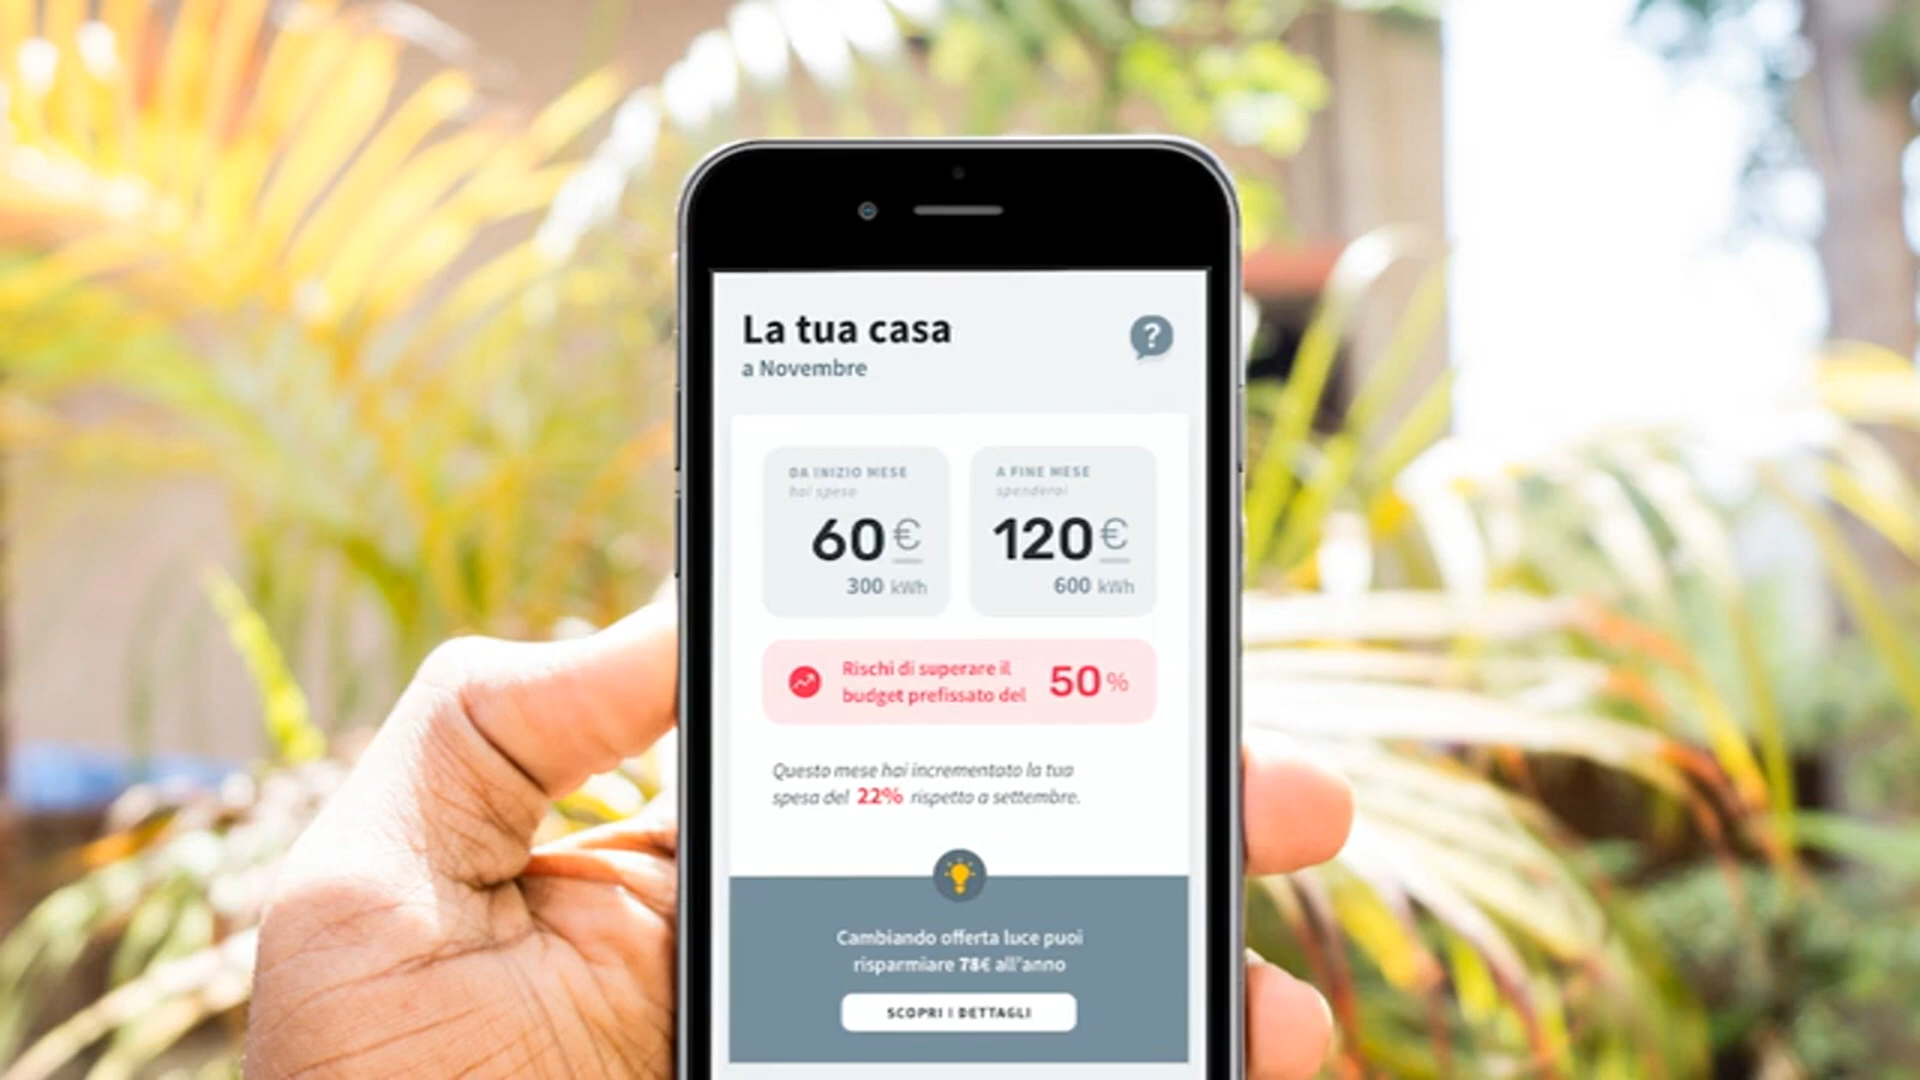 La tua casa
?
a Novembre
DA INIZIO MESE
hai speso
60€
300 kWh
A FINE MESE
spenderai
120€
600 kWh
Rischi di superare il
budget prefissato del
50%
Questo mese hai incrementato la tua
spesa del 22% rispetto a settembre.
Cambiando offerta luce puoi
risparmiare 78€ all'anno
SCOPRI I DETTAGLI